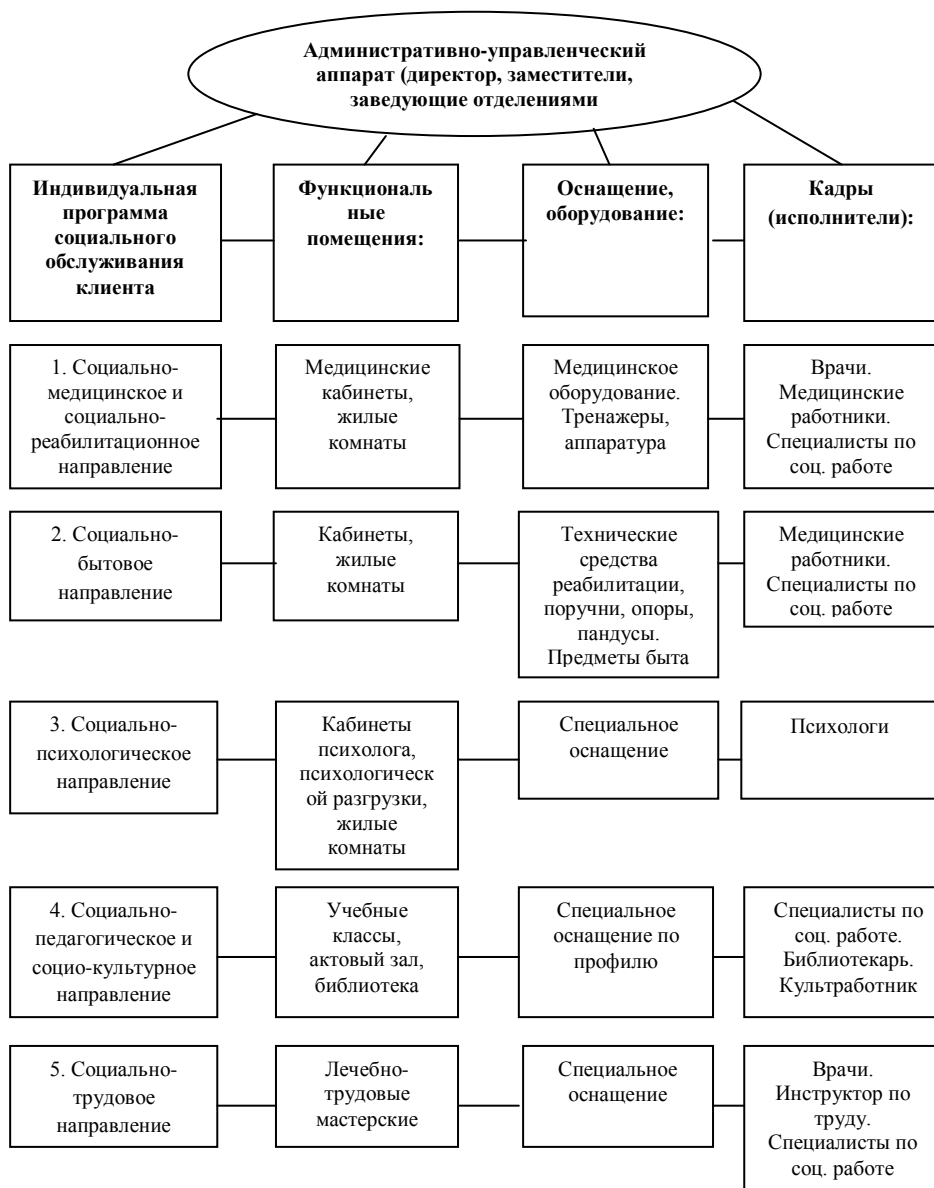 Административно-управленческий
аппарат (директор, заместители,
заведующие отделениями
Индивидуальная
программа
социального
обслуживания
клиента
Функциональ
ные
помещения:
Оснащение,
оборудование:
Кадры
(исполнители):
1. Социально-
медицинское и
социально-
реабилитационное
направление
Медицинские
кабинеты,
жилые
комнаты
Медицинское
оборудование.
Тренажеры,
аппаратура
Врачи.
Медицинские
работники.
Специалисты по
соц. работе
2. Социально-
бытовое
направление
Кабинеты,
жилые
комнаты
Технические
средства
реабилитации,
поручни, опоры,
пандусы.
Предметы быта
Медицинские
работники.
Специалисты по
соц. работе
3. Социально-
психологическое
направление
Кабинеты
психолога,
психологическ
ой разгрузки,
жилые
комнаты
Специальное
оснащение
Психологи
4. Социально-
педагогическое и
социо-культурное
направление
Учебные
классы,
актовый зал,
библиотека
Специальное
оснащение по
профилю
Специалисты по
соц. работе.
Библиотекарь.
Культработник
5. Социально-
трудовое
направление
Лечебно-
трудовые
мастерские
Специальное
оснащение
Врачи.
Инструктор по
труду.
Специалисты по
соц. работе